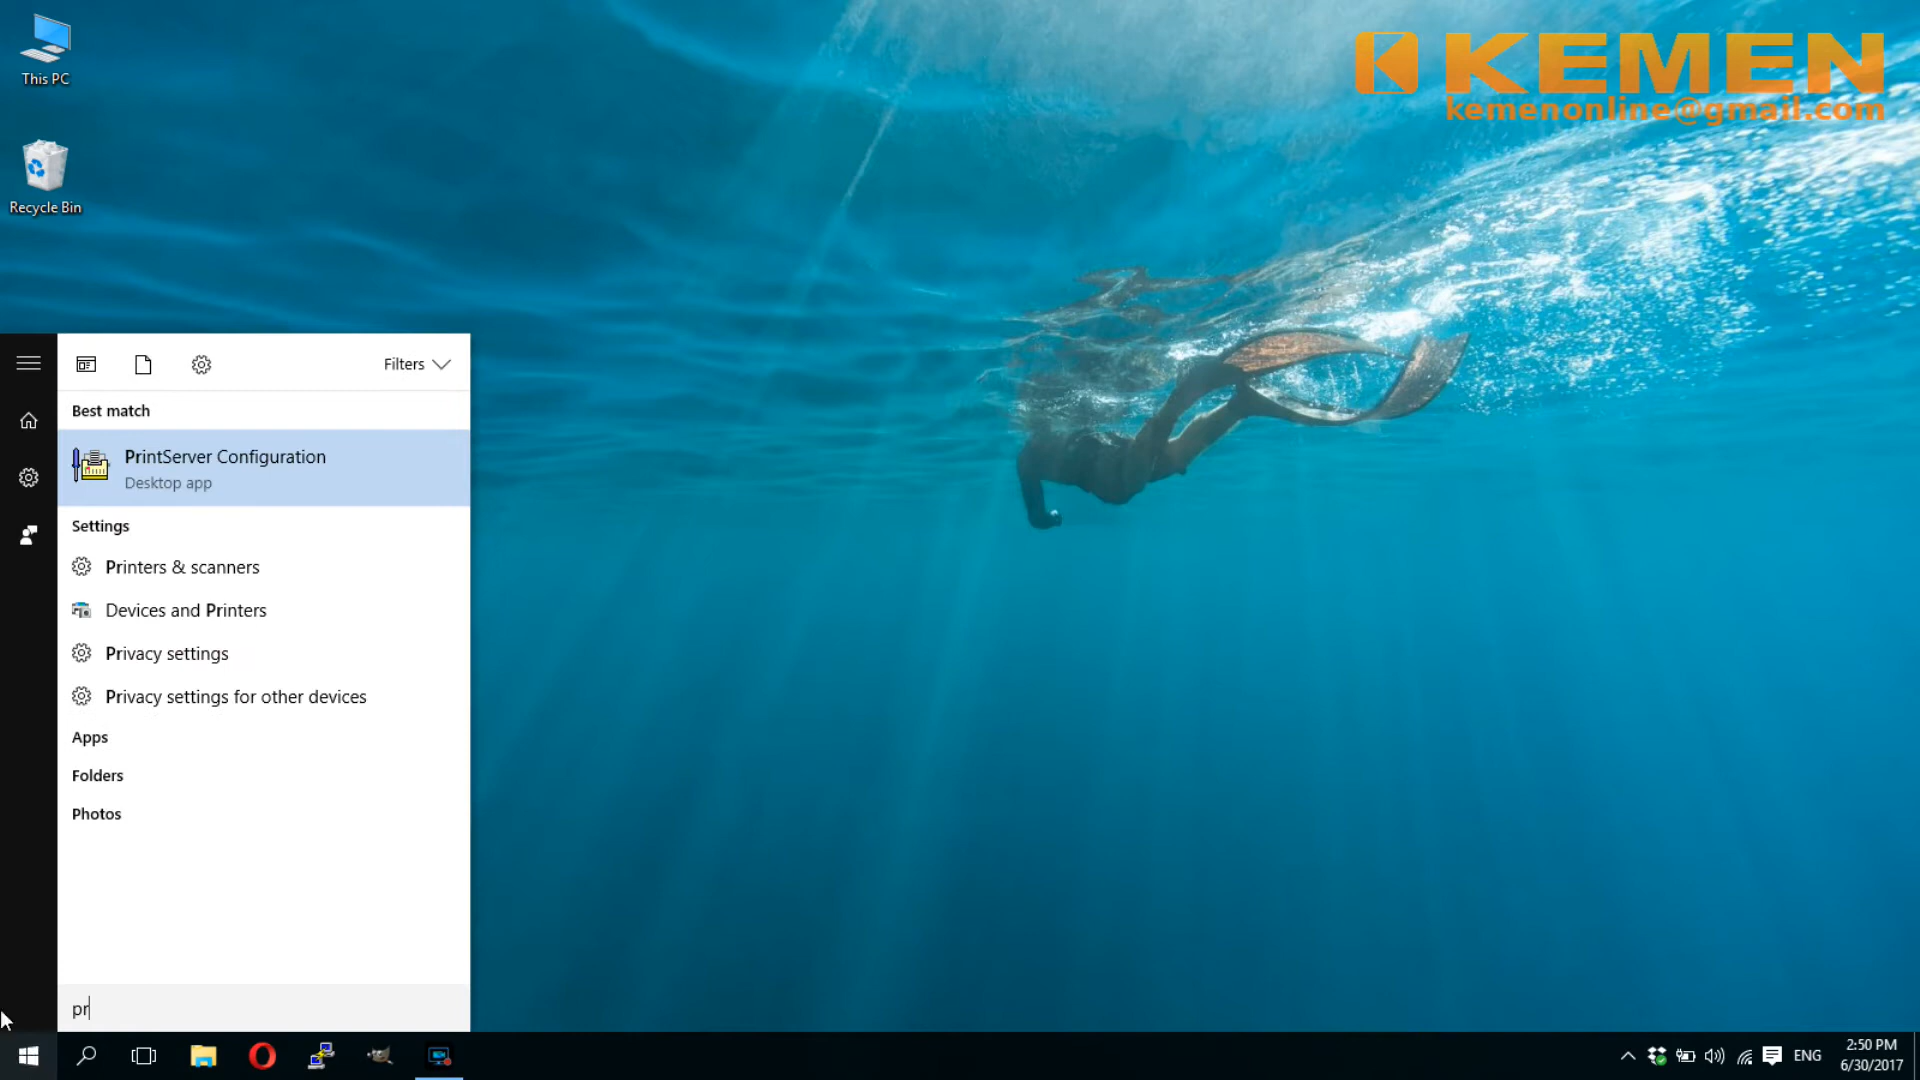 This PC
Recycle Bin
KEMEN
kemenonline@gmail.com
Filters
Best match
PrintServer Configuration
Desktop app
Settings
Printers & scanners
Devices and Printers
Privacy settings
Privacy settings for other devices
Apps
Folders
Photos
pr
ENG
2:50 PM
6/30/2017